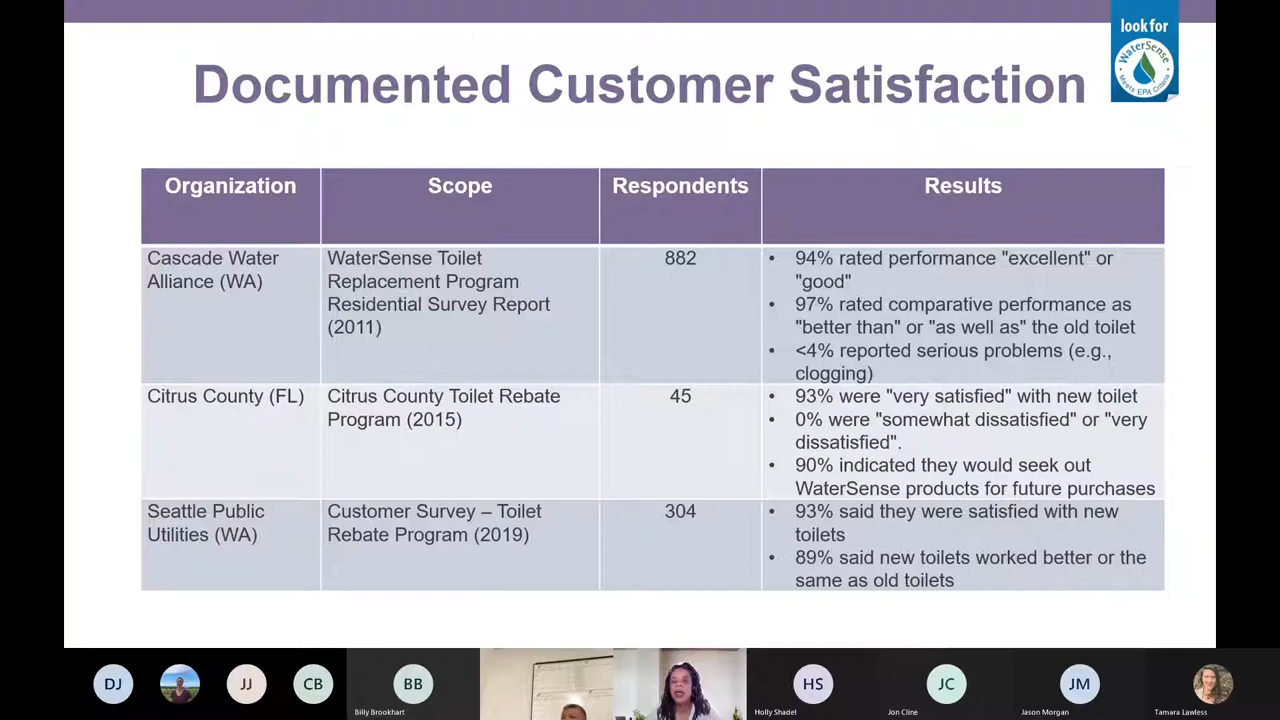 look for
WaterSense
Meets EPA Criteria
Documented Customer Satisfaction
Organization
Scope
Respondents
Results
Cascade Water
Alliance (WA)
WaterSense Toilet
Replacement Program
Residential Survey Report
(2011)
882
• 94% rated performance "excellent" or
"good"
• 97% rated comparative performance as
"better than" or "as well as" the old toilet
• <4% reported serious problems (e.g.,
clogging)
Citrus County (FL)
Citrus County Toilet Rebate
Program (2015)
45
• 93% were "very satisfied" with new toilet
• 0% were "somewhat dissatisfied" or "very
dissatisfied".
• 90% indicated they would seek out
WaterSense products for future purchases
Seattle Public
Utilities (WA)
Customer Survey – Toilet
Rebate Program (2019)
304
• 93% said they were satisfied with new
toilets
• 89% said new toilets worked better or the
same as old toilets
DJ
JJ
CB
BB
HS
JC
JM
Billy Brookhart
Holly Shadel
Jon Cline
Jason Morgan
Tamara Lawless